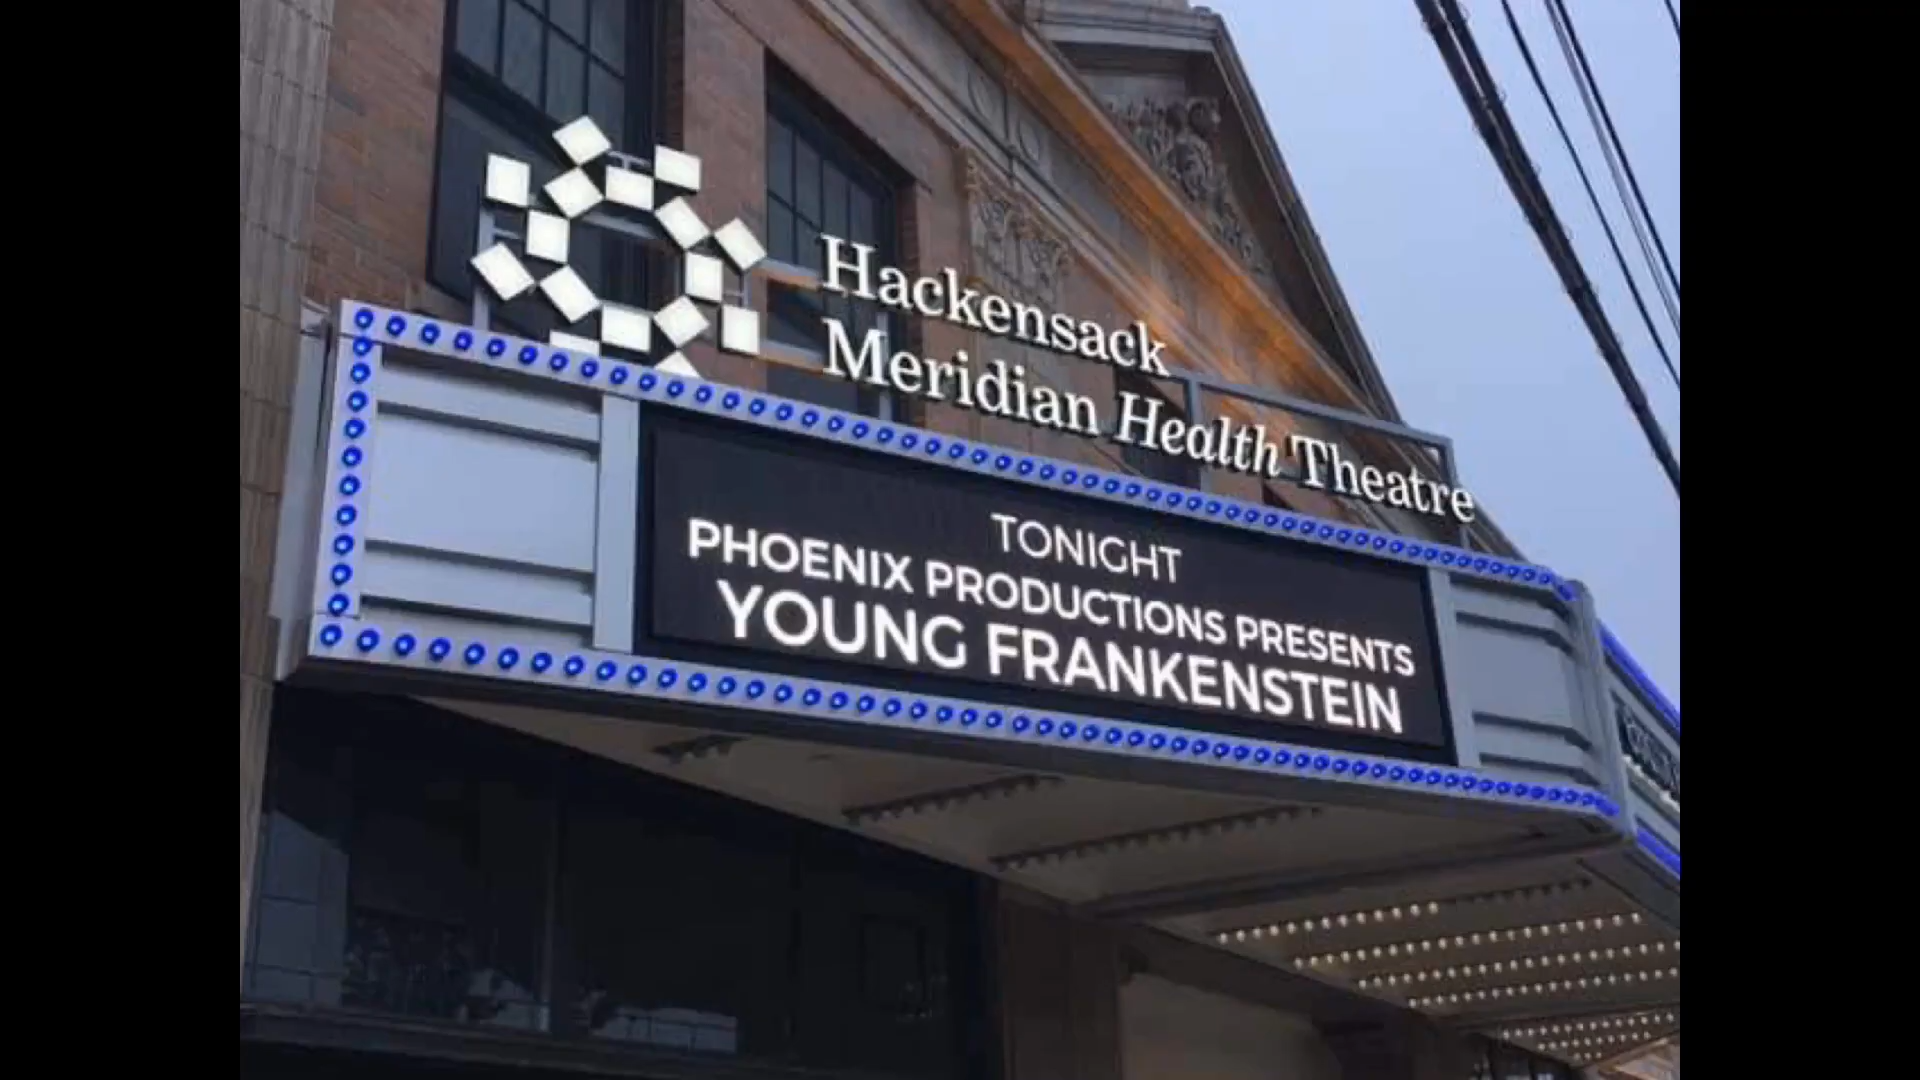 Hackensack
Meridian Health Theatre
TONIGHT
PHOENIX PRODUCTIONS PRESENTS
YOUNG FRANKENSTEIN